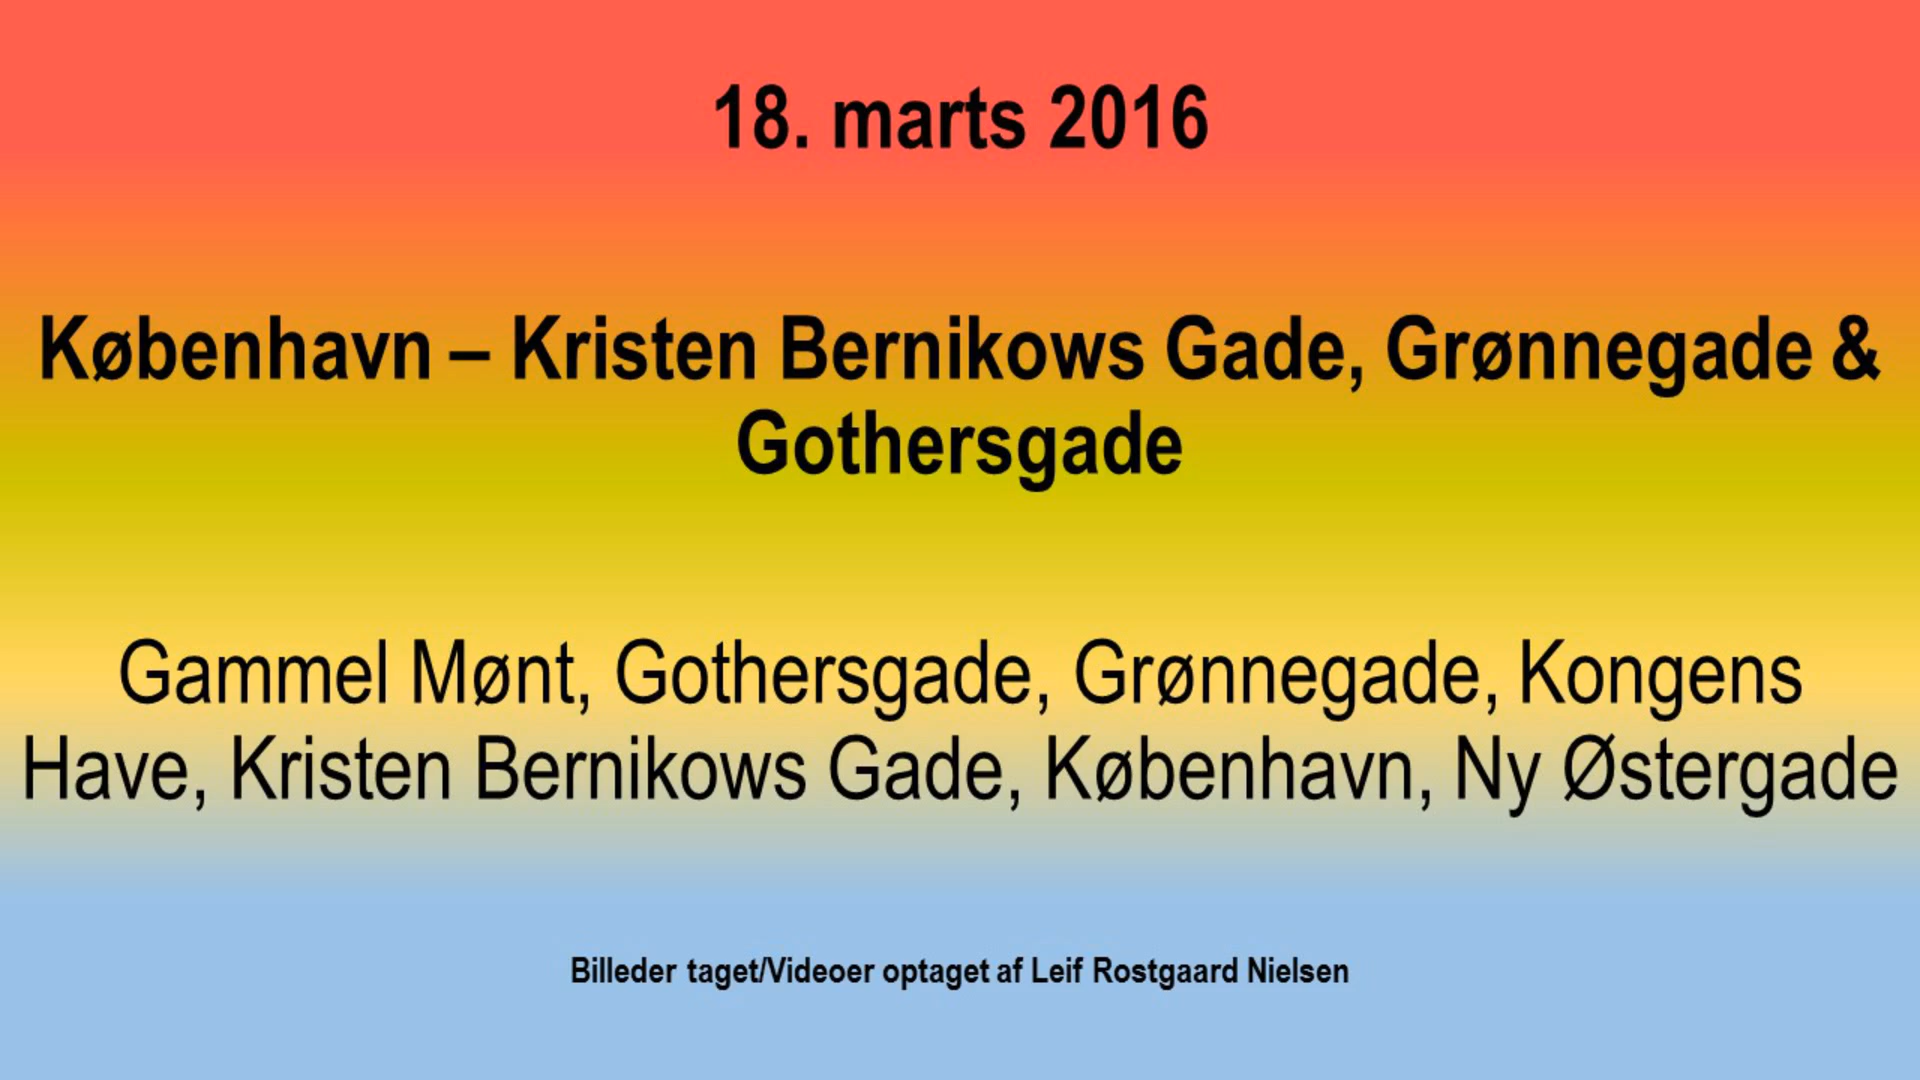 18. marts 2016
København – Kristen Bernikows Gade, Grønnegade &
Gothersgade
Gammel Mønt, Gothersgade, Grønnegade, Kongens
Have, Kristen Bernikows Gade, København, Ny Østergade
Billeder taget/Videoer optaget af Leif Rostgaard Nielsen